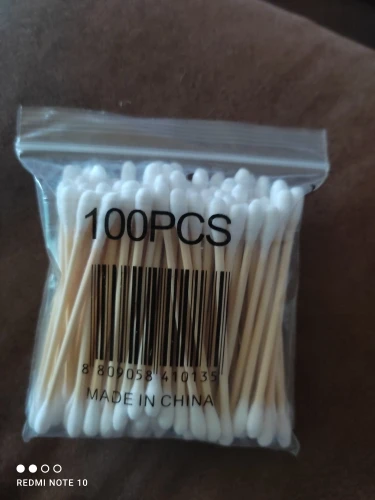 100PCS
8 809058 410135
MADE IN CHINA
REDMI NOTE 10